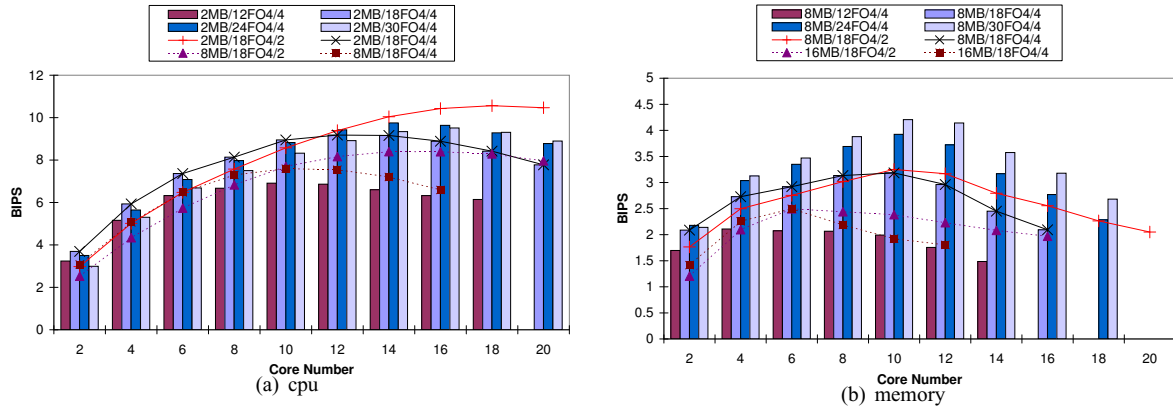 2MB/12FO4/4 2MB/18FO4/4
2MB/24FO4/4 2MB/30FO4/4
2MB/18FO4/2 2MB/18FO4/4
8MB/18FO4/2 8MB/18FO4/4
12
10
8
6
4
2
0
BIPS
2 4 6 8 10 12 14 16 18 20
Core Number
(a) cpu
8MB/12FO4/4 8MB/18FO4/4
8MB/24FO4/4 8MB/30FO4/4
8MB/18FO4/2 8MB/18FO4/4
16MB/18FO4/2 16MB/18FO4/4
5
4.5
4
3.5
3
2.5
2
1.5
1
0.5
0
BIPS
2 4 6 8 10 12 14 16 18 20
Core Number
(b) memory